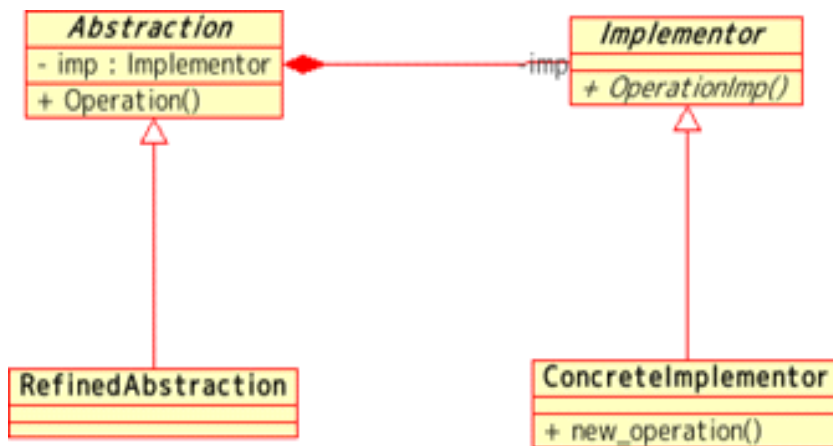 Abstraction
- imp : Implementor
+ Operation()
-imp
Implementor
+ OperationImp()
RefinedAbstraction
ConcreteImplementor
+ new_operation()